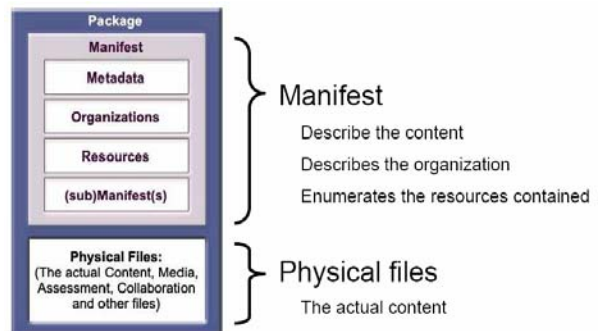 Package
Manifest
Metadata
Organizations
Resources
(sub)Manifest(s)
Physical Files:
(The actual Content, Media,
Assessment, Collaboration
and other files)
Manifest
Describe the content
Describes the organization
Enumerates the resources contained
Physical files
The actual content